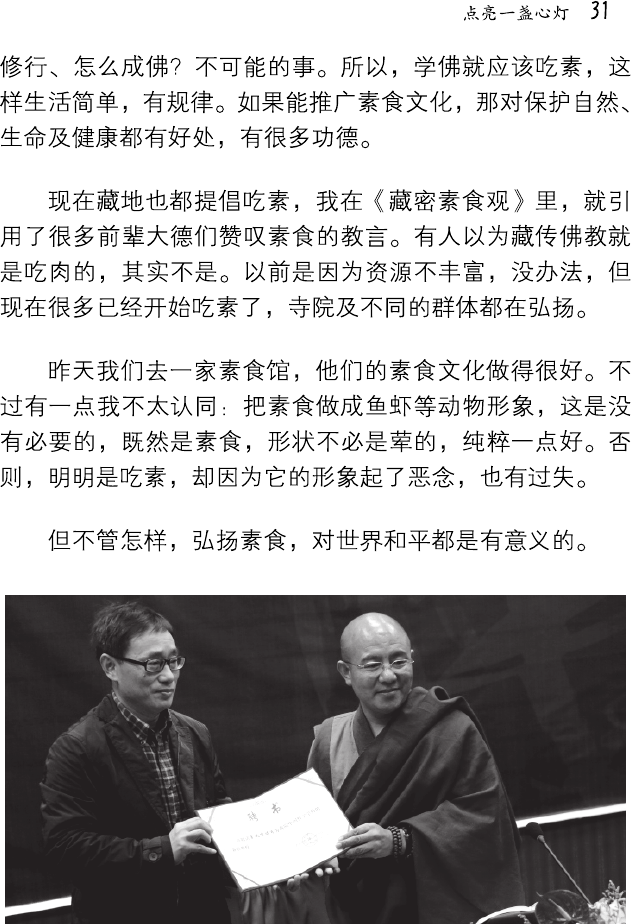 点亮一盏心灯 31
修行、怎么成佛？不可能的事。所以，学佛就应该吃素，这
样生活简单，有规律。如果能推广素食文化，那对保护自然、
生命及健康都有好处，有很多功德。
现在藏地也都提倡吃素，我在《藏密素食观》里，就引
用了很多前辈大德们赞叹素食的教言。有人以为藏传佛教就
是吃肉的，其实不是。以前是因为资源不丰富，没办法，但
现在很多已经开始吃素了，寺院及不同的群体都在弘扬。
昨天我们去一家素食馆，他们的素食文化做得很好。不
过有一点我不太认同：把素食做成鱼虾等动物形象，这是没
有必要的，既然是素食，形状不必是荤的，纯粹一点好。否
则，明明是吃素，却因为它的形象起了恶念，也有过失。
但不管怎样，弘扬素食，对世界和平都是有意义的。
聘书